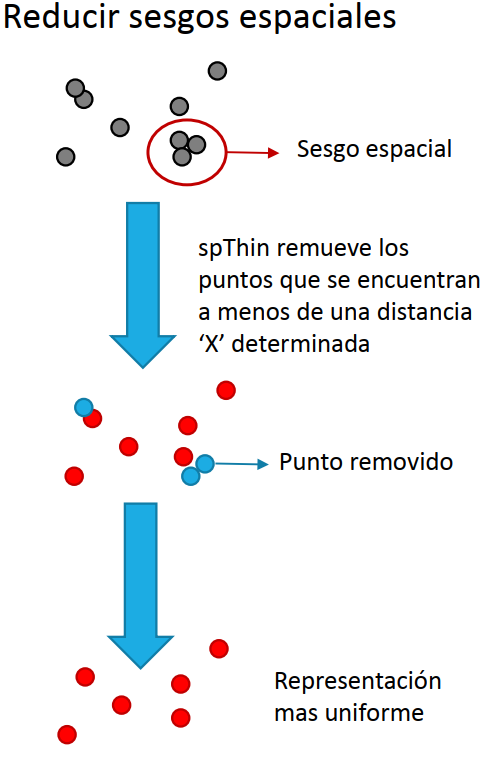 Reducir sesgos espaciales
Sesgo espacial
spThin remueve los
puntos que se encuentran
a menos de una distancia
‘X’ determinada
Punto removido
Representación
mas uniforme